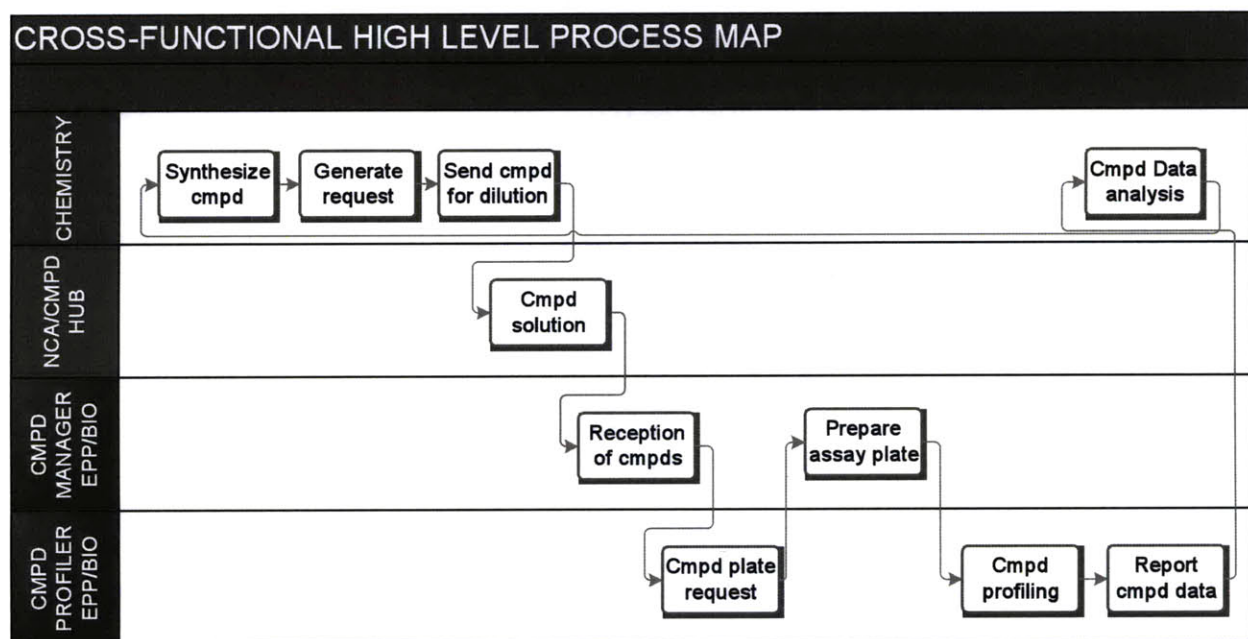 CROSS-FUNCTIONAL HIGH LEVEL PROCESS MAP
CHEMISTRY
Synthesize
cmpd
Generate
request
Send cmpd
for dilution
Cmpd Data
analysis
NCA/CMPD
HUB
Cmpd
solution
CMPD
MANAGER
EPP/BIO
Reception
of cmpds
Prepare
assay plate
CMPD
PROFILER
EPP/BIO
Cmpd plate
request
Cmpd
profiling
Report
cmpd data